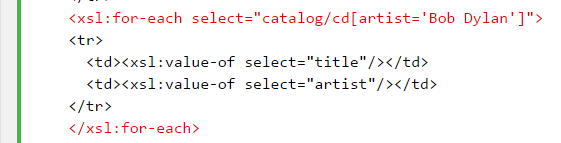 <xsl:for-each select="catalog/cd[artist='Bob Dylan']">
<tr>
<td><xsl:value-of select="title"/></td>
<td><xsl:value-of select="artist"/></td>
</tr>
</xsl:for-each>